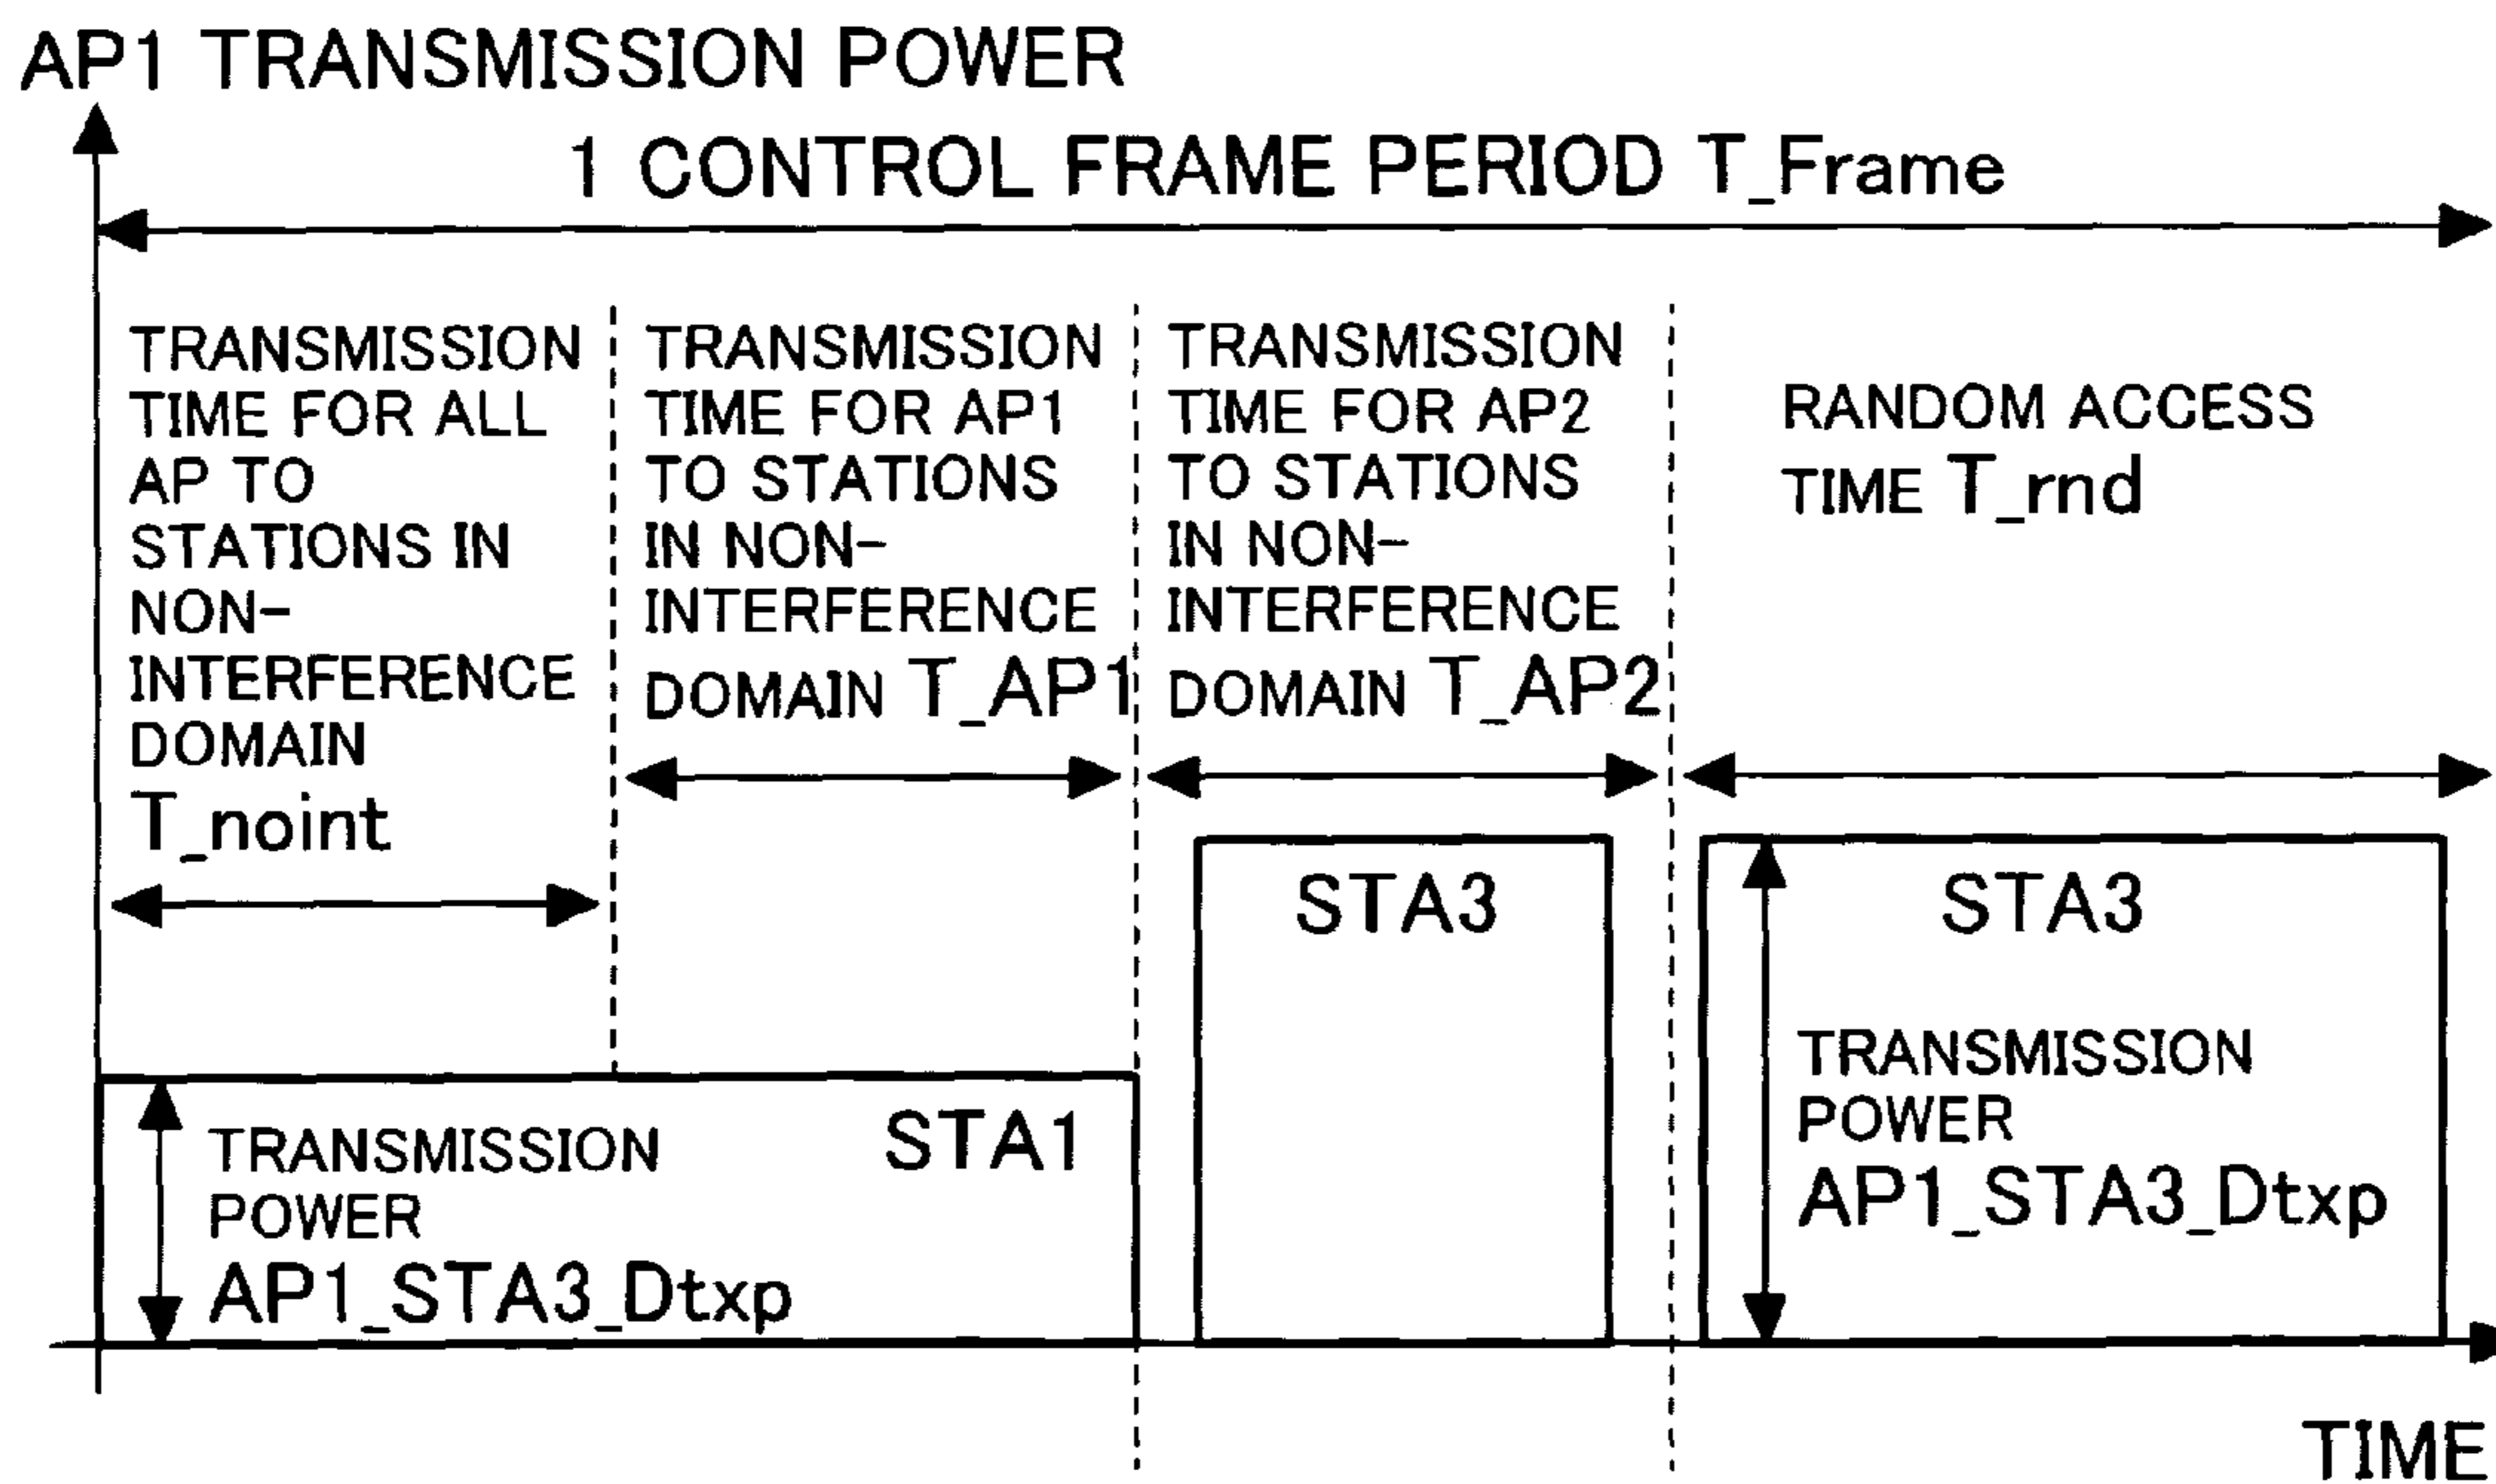 AP1 TRANSMISSION POWER
1 CONTROL FRAME PERIOD T_Frame
TRANSMISSION
TIME FOR ALL
AP TO
STATIONS IN
NON-
INTERFERENCE
DOMAIN
T_noint
TRANSMISSION
TIME FOR AP1
TO STATIONS
IN NON-
INTERFERENCE
DOMAIN T_AP1
TRANSMISSION
TIME FOR AP2
TO STATIONS
IN NON-
INTERFERENCE
DOMAIN T_AP2
RANDOM ACCESS
TIME T_rnd
TRANSMISSION
POWER
AP1_STA3_Dtxp
STA1
STA3
STA3
TRANSMISSION
POWER
AP1_STA3_Dtxp
TIME